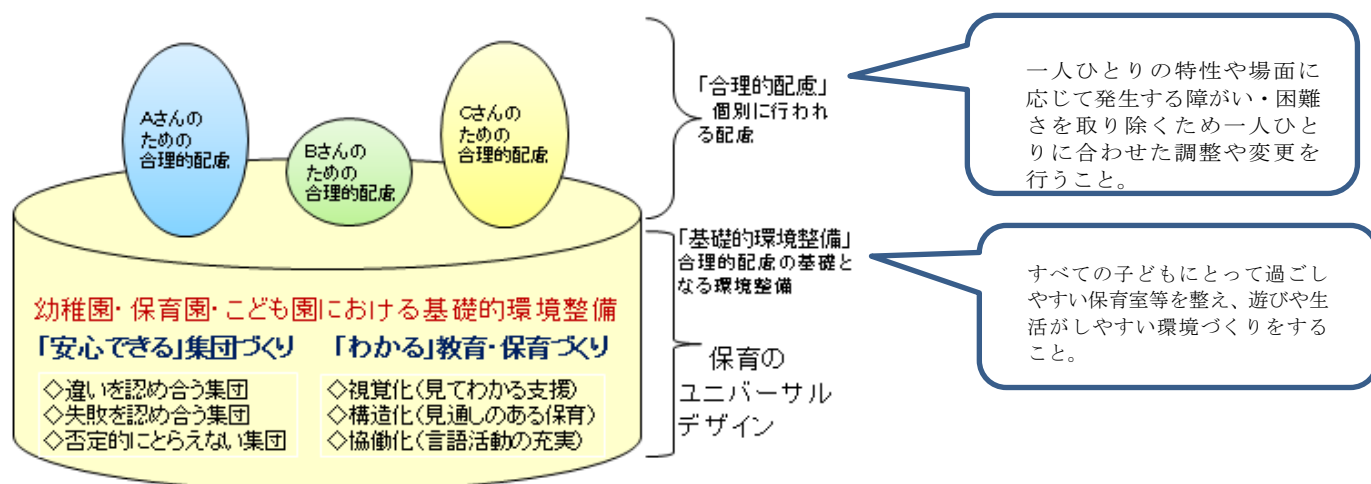 Aさんの
ための
合理的配慮
Bさんの
ための
合理的配慮
Cさんの
ための
合理的配慮
「合理的配慮」
個別に行われ
る配慮
一人ひとりの特性や場面に
応じて発生する障がい・困難
さを取り除くため一人ひと
りに合わせた調整や変更を
行うこと。
「基礎的環境整備」
合理的配慮の基礎と
なる環境整備
すべての子どもにとって過ごし
やすい保育室等を整え、遊びや生
活がしやすい環境づくりをする
こと。
幼稚園・保育園・こども園における基礎的環境整備
「安心できる」集団づくり
◇違いを認め合う集団
◇失敗を認め合う集団
◇否定的にとらえない集団
「わかる」教育・保育づくり
◇視覚化(見てわかる支援)
◇構造化(見通しのある保育)
◇協働化(言語活動の充実)
保育の
ユニバーサル
デザイン